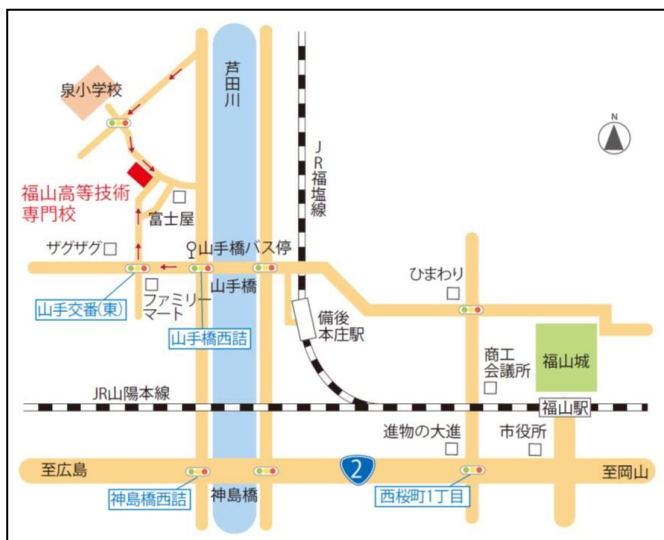 泉小学校
芦田川
JR福塩線
N
福山高等技術
専門校
富士屋
ザグザグ
山手橋バス停
ひまわり
山手交番(東)
ファミリー
マート
山手橋
山手橋西詰
備後
本庄駅
商工
会議所
福山城
JR山陽本線
福山駅
進物の大進
市役所
至広島
2
至岡山
神島橋西詰
神島橋
西桜町1丁目